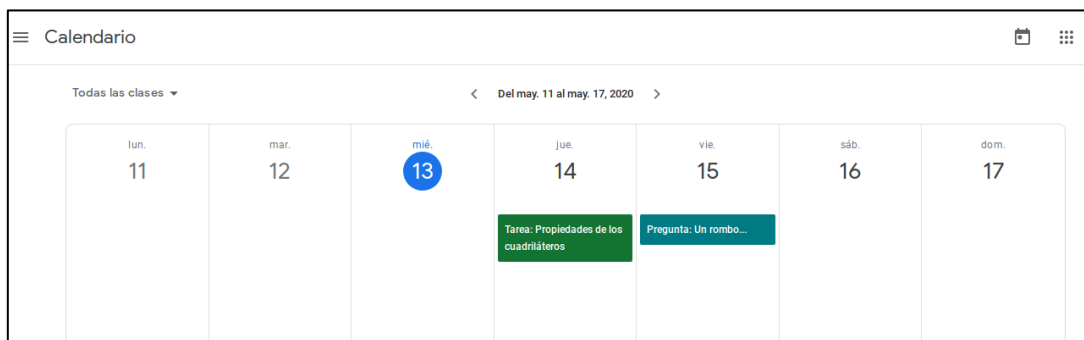 Calendario
Todas las clases
Del may. 11 al may. 17, 2020
lun. mar. mié. jue. vie. sáb. dom.
11 12 13 14 15 16 17
Tarea: Propiedades de los
cuadriláteros
Pregunta: Un rombo...